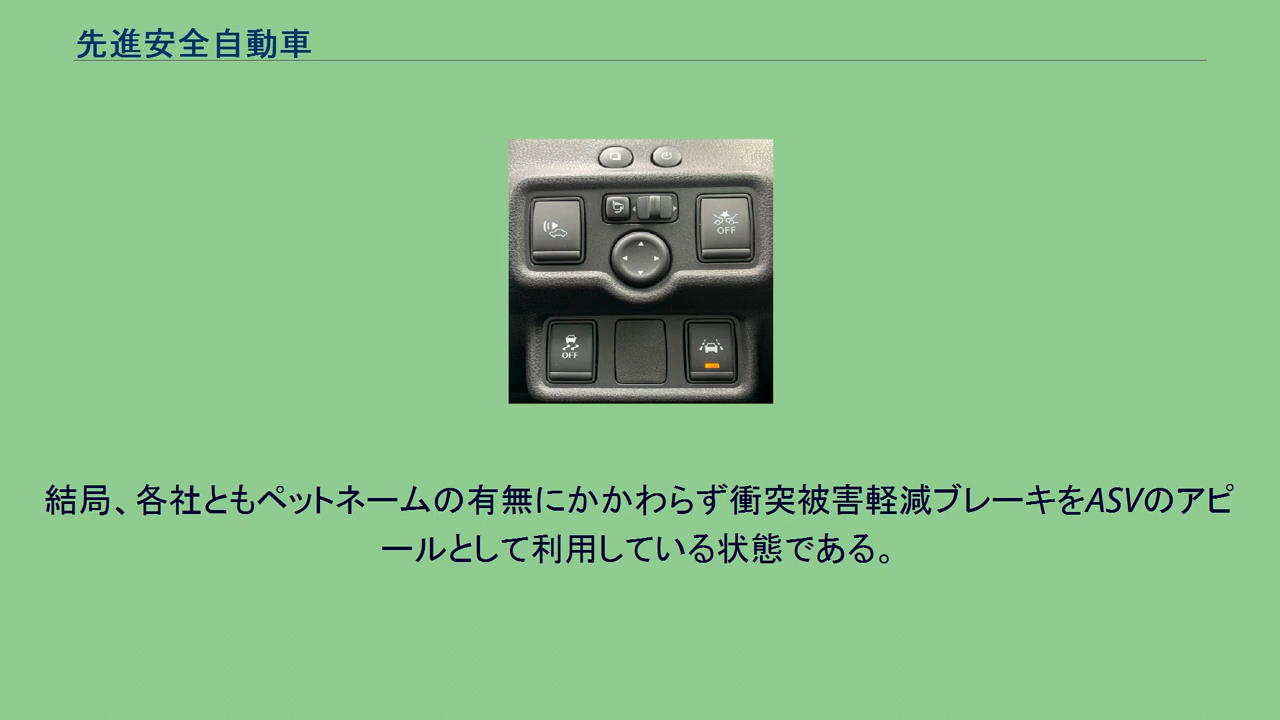 先進安全自動車
OFF
OFF
結局、各社ともペットネームの有無にかかわらず衝突被害軽減ブレーキをASVのアピ
ールとして利用している状態である。